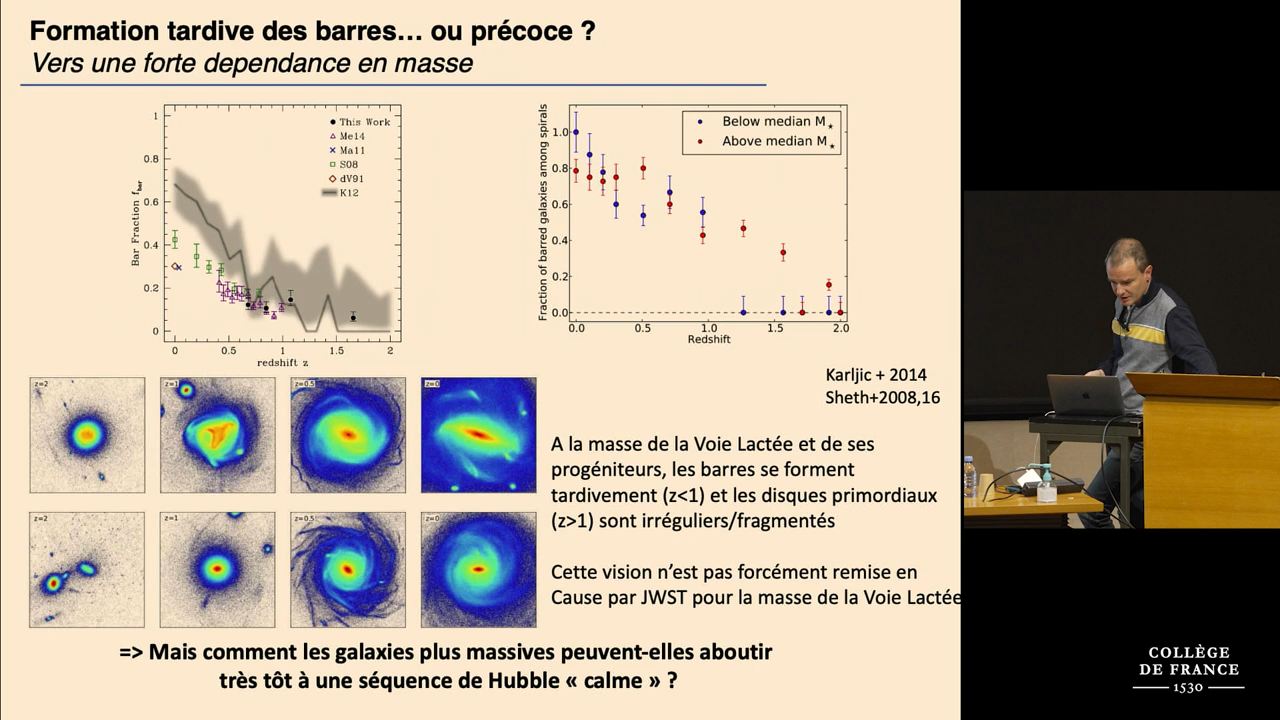 Formation tardive des barres… ou précoce ?
Vers une forte dependance en masse
1
0.8
0.6
0.4
0.2
0
Bar Fraction f_bar
This Work
Me14
Ma11
S08
dV91
K12
0 0.5 1 1.5 2
redshift z
Fraction of barred galaxies among spirals
1.0
0.8
0.6
0.4
0.2
0.0
Below median M⋆
Above median M⋆
0.0 0.5 1.0 1.5 2.0
Redshift
Karljic + 2014
Sheth+2008,16
z=2 z=1 z=0.5 z=0
z=2 z=1 z=0.5 z=0
A la masse de la Voie Lactée et de ses
progéniteurs, les barres se forment
tardivement (z<1) et les disques primordiaux
(z>1) sont irréguliers/fragmentés
Cette vision n’est pas forcément remise en
Cause par JWST pour la masse de la Voie Lactée
=> Mais comment les galaxies plus massives peuvent-elles aboutir
très tôt à une séquence de Hubble « calme » ?
COLLÈGE
DE FRANCE
1530